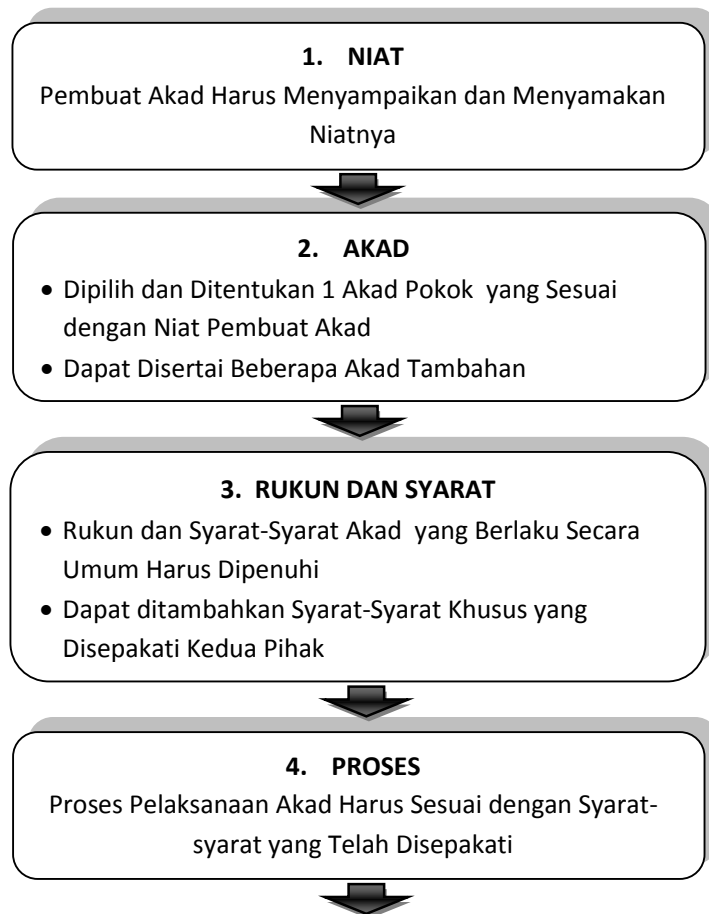 1. NIAT
Pembuat Akad Harus Menyampaikan dan Menyamakan
Niatnya
2. AKAD
• Dipilih dan Ditentukan 1 Akad Pokok yang Sesuai
dengan Niat Pembuat Akad
• Dapat Disertai Beberapa Akad Tambahan
3. RUKUN DAN SYARAT
• Rukun dan Syarat-Syarat Akad yang Berlaku Secara
Umum Harus Dipenuhi
• Dapat ditambahkan Syarat-Syarat Khusus yang
Disepakati Kedua Pihak
4. PROSES
Proses Pelaksanaan Akad Harus Sesuai dengan Syarat-
syarat yang Telah Disepakati